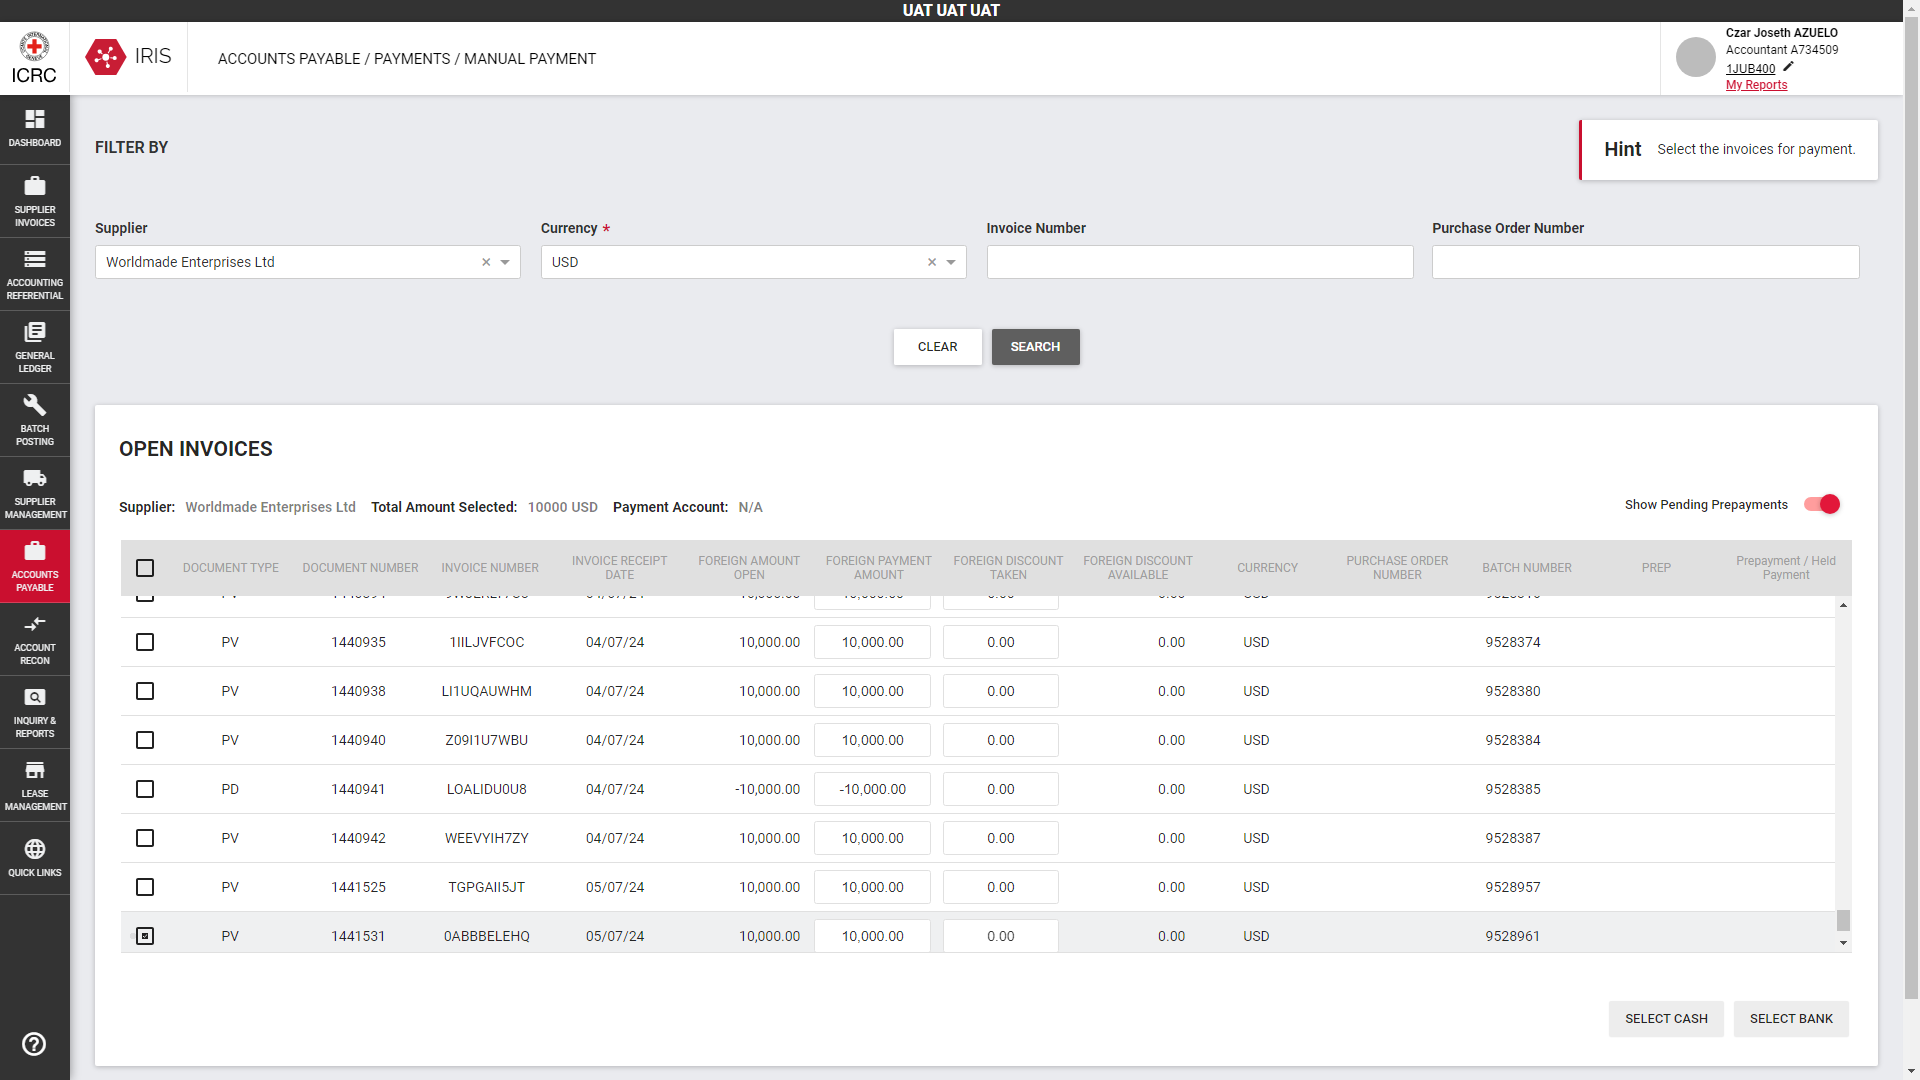 UAT UAT UAT
ICRC
IRIS
ACCOUNTS PAYABLE / PAYMENTS / MANUAL PAYMENT
Czar Joseth AZUELO
Accountant A734509
1JUB400
My Reports
DASHBOARD
SUPPLIER INVOICES
ACCOUNTING REFERENTIAL
GENERAL LEDGER
BATCH POSTING
SUPPLIER MANAGEMENT
ACCOUNTS PAYABLE
ACCOUNT RECON
INQUIRY & REPORTS
LEASE MANAGEMENT
QUICK LINKS
FILTER BY
Hint Select the invoices for payment.
Supplier Currency * Invoice Number Purchase Order Number
Worldmade Enterprises Ltd USD
CLEAR SEARCH
OPEN INVOICES
Supplier: Worldmade Enterprises Ltd Total Amount Selected: 10000 USD Payment Account: N/A
Show Pending Prepayments
DOCUMENT TYPE DOCUMENT NUMBER INVOICE NUMBER INVOICE RECEIPT DATE FOREIGN AMOUNT OPEN FOREIGN PAYMENT AMOUNT FOREIGN DISCOUNT TAKEN FOREIGN DISCOUNT AVAILABLE CURRENCY PURCHASE ORDER NUMBER BATCH NUMBER PREP Prepayment / Held Payment
PV 1440935 1IILJVFCOC 04/07/24 10,000.00 10,000.00 0.00 0.00 USD 9528374
PV 1440938 LI1UQAUWHM 04/07/24 10,000.00 10,000.00 0.00 0.00 USD 9528380
PV 1440940 Z09I1U7WBU 04/07/24 10,000.00 10,000.00 0.00 0.00 USD 9528384
PD 1440941 LOALIDU0U8 04/07/24 -10,000.00 -10,000.00 0.00 0.00 USD 9528385
PV 1440942 WEEVYIH7ZY 04/07/24 10,000.00 10,000.00 0.00 0.00 USD 9528387
PV 1441525 TGPGAII5JT 05/07/24 10,000.00 10,000.00 0.00 0.00 USD 9528957
PV 1441531 0ABBBELEHQ 05/07/24 10,000.00 10,000.00 0.00 0.00 USD 9528961
SELECT CASH SELECT BANK